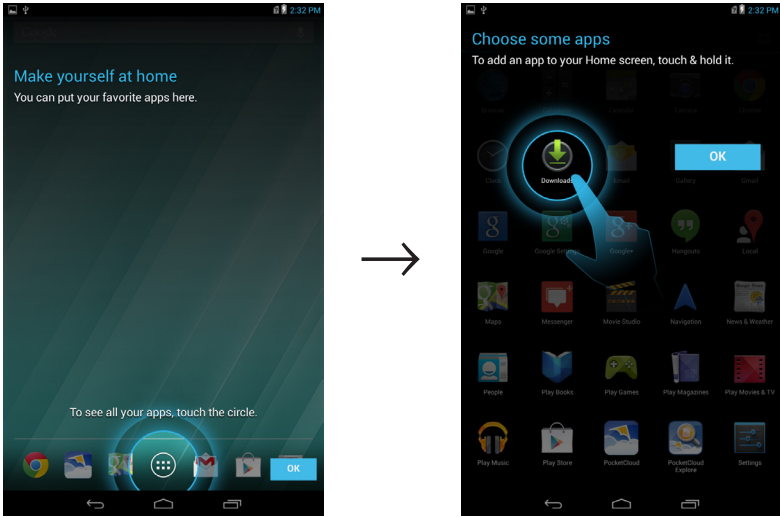 2:32 PM
Google
Make yourself at home
You can put your favorite apps here.
To see all your apps, touch the circle.
OK
2:32 PM
Choose some apps
To add an app to your Home screen, touch & hold it.
OK
Clock
Downloads
Email
Gallery
Gmail
Google
Google Settings
Google+
Hangouts
Local
Maps
Messenger
Movie Studio
Navigation
News & Weather
People
Play Books
Play Games
Play Magazines
Play Movies & TV
Play Music
Play Store
PocketCloud
PocketCloud
Explore
Settings